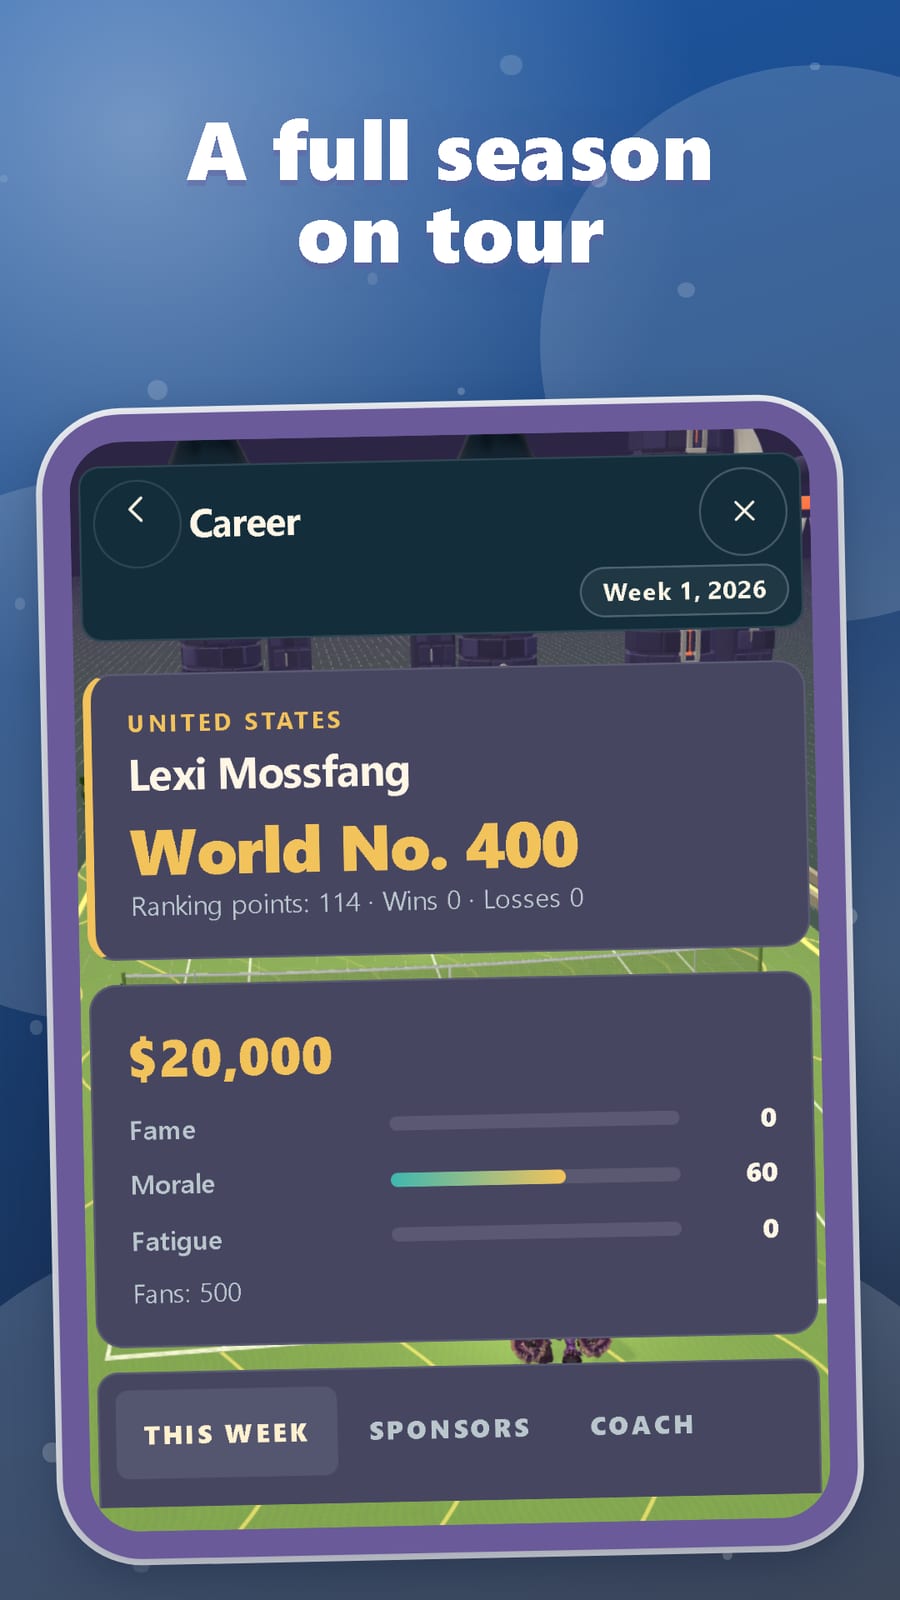 A full season
on tour
Career
Week 1, 2026
UNITED STATES
Lexi Mossfang
World No. 400
Ranking points: 114 · Wins 0 · Losses 0
$20,000
Fame 0
Morale 60
Fatigue 0
Fans: 500
THIS WEEK SPONSORS COACH